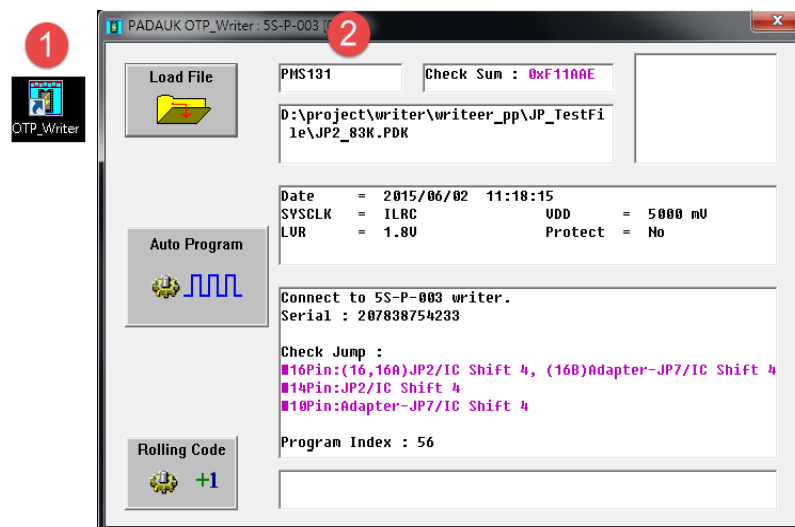 1
OTP_Writer
PADAUK OTP_Writer : 5S-P-003 [
2
x
Load File
PMS131
Check Sum : 0xF11AAE
D:\project\writer\writeer_pp\JP_TestFi
le\JP2_83K.PDK
Auto Program
Date = 2015/06/02 11:18:15
SYSCLK = ILRC VDD = 5000 mV
LVR = 1.8V Protect = No
Connect to 5S-P-003 writer.
Serial : 207838754233
Check Jump :
■16Pin:(16,16A)JP2/IC Shift 4, (16B)Adapter-JP7/IC Shift 4
■14Pin:JP2/IC Shift 4
■10Pin:Adapter-JP7/IC Shift 4
Program Index : 56
Rolling Code
+1